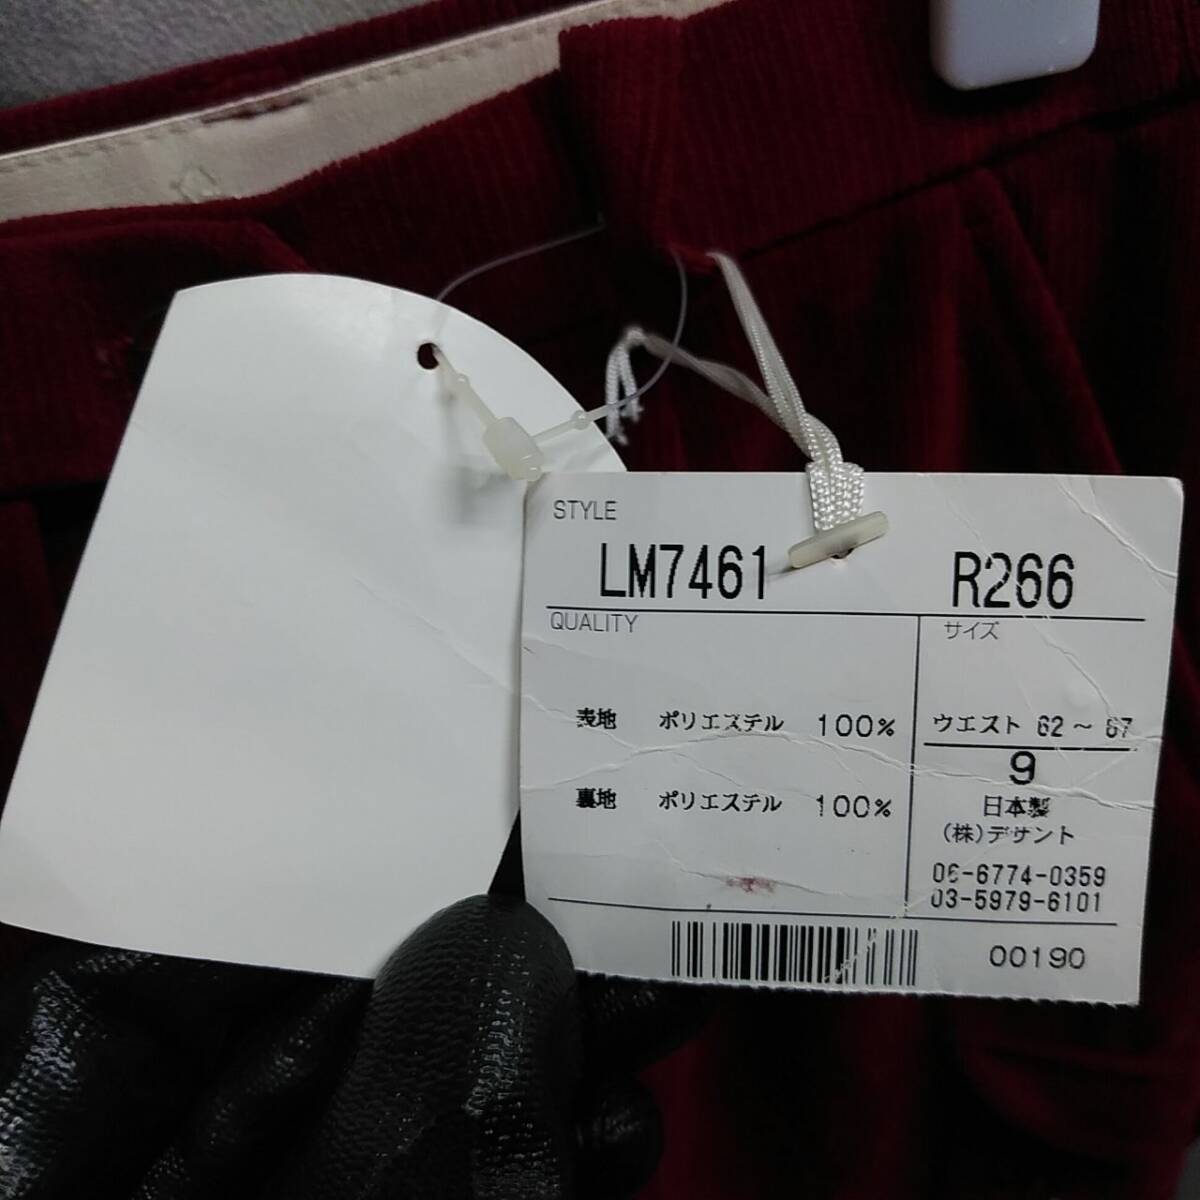 STYLE
LM7461 R266
QUALITY
サイズ
表地 ポリエステル 100%
ウエスト 62～67
9
裏地 ポリエステル 100%
日本製
(株)デサント
06-6774-0359
03-5979-6101
00190